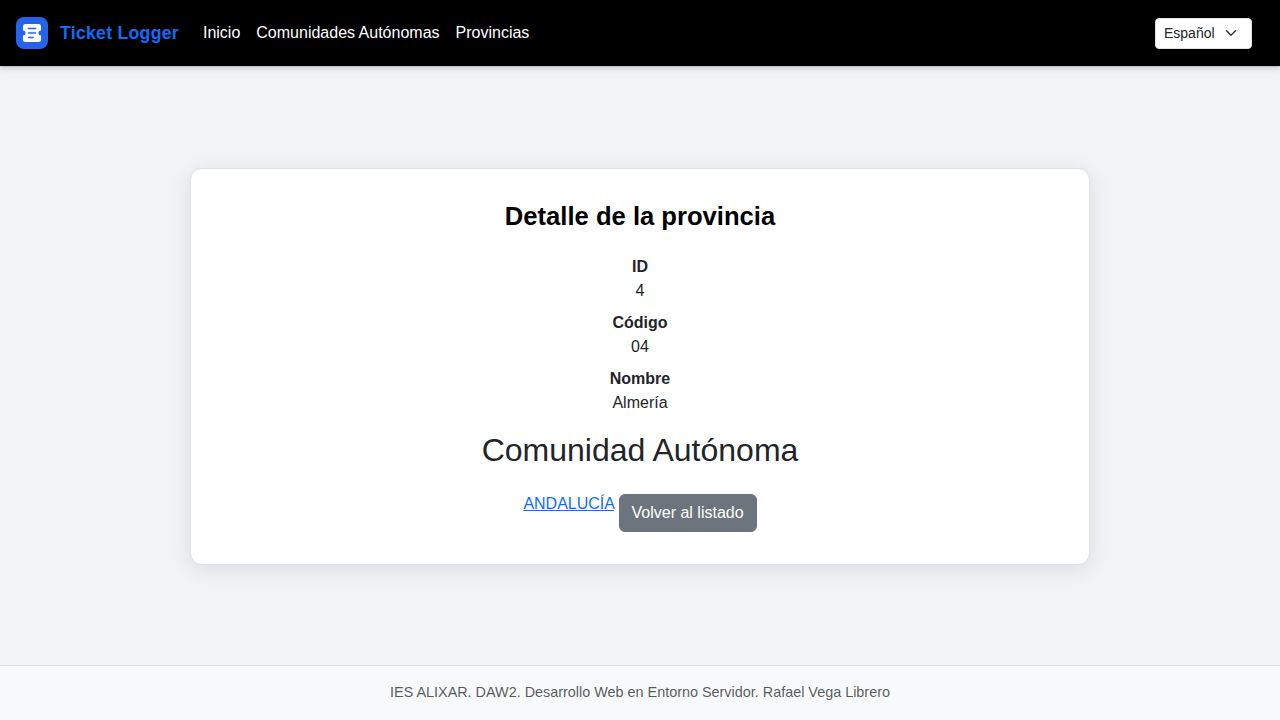 Ticket Logger Inicio Comunidades Autónomas Provincias Español
Detalle de la provincia
ID
4
Código
04
Nombre
Almería
Comunidad Autónoma
ANDALUCÍA Volver al listado
IES ALIXAR. DAW2. Desarrollo Web en Entorno Servidor. Rafael Vega Librero